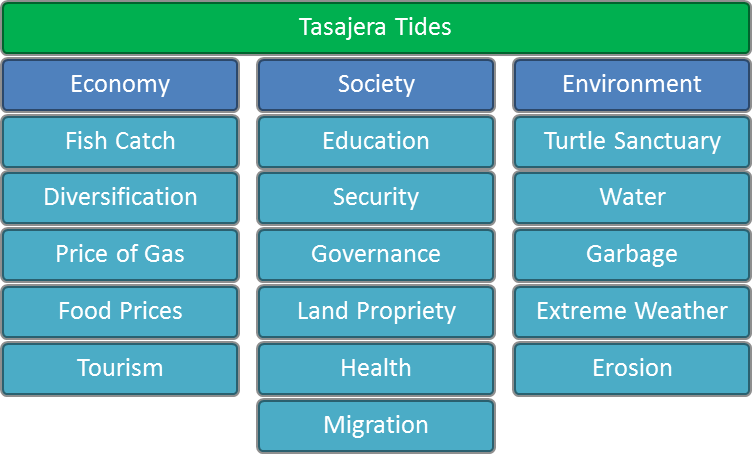 Tasajera Tides
Economy
Society
Environment
Fish Catch
Education
Turtle Sanctuary
Diversification
Security
Water
Price of Gas
Governance
Garbage
Food Prices
Land Propriety
Extreme Weather
Tourism
Health
Erosion
Migration